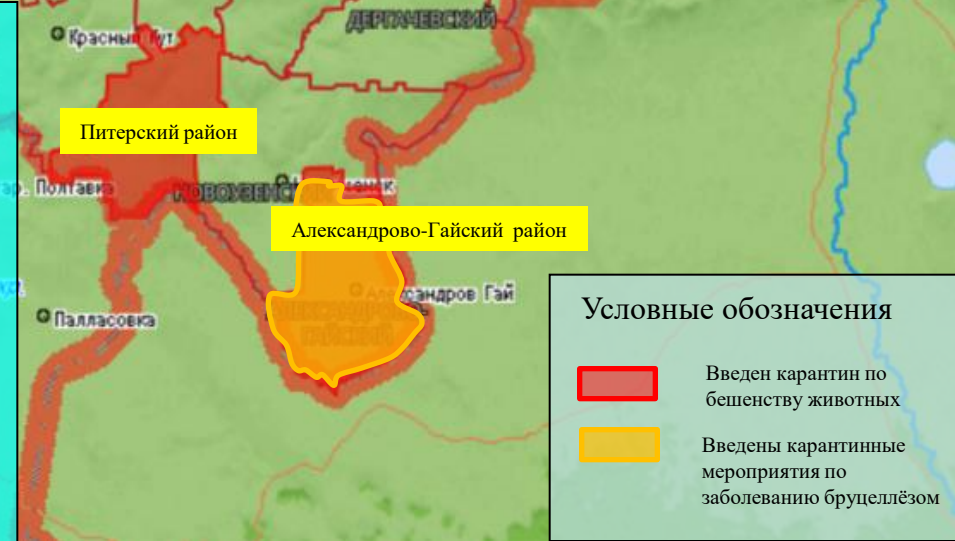 ДЕРГАЧЕВСКИЙ
Красный Кут
Питерский район
Полтавка
Александрово-Гайский район
Александров Гай
Палласовка
Условные обозначения
Введен карантин по
бешенству животных
Введены карантинные
мероприятия по
заболеванию бруцеллёзом